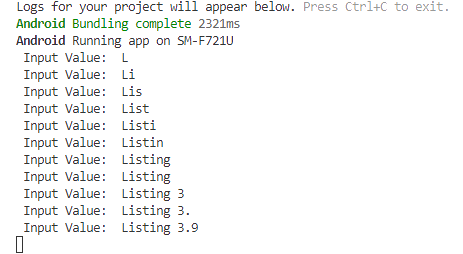 Logs for your project will appear below. Press Ctrl+C to exit.
Android Bundling complete 2321ms
Android Running app on SM-F721U
Input Value:  L
Input Value:  Li
Input Value:  Lis
Input Value:  List
Input Value:  Listi
Input Value:  Listin
Input Value:  Listing
Input Value:  Listing
Input Value:  Listing 3
Input Value:  Listing 3.
Input Value:  Listing 3.9